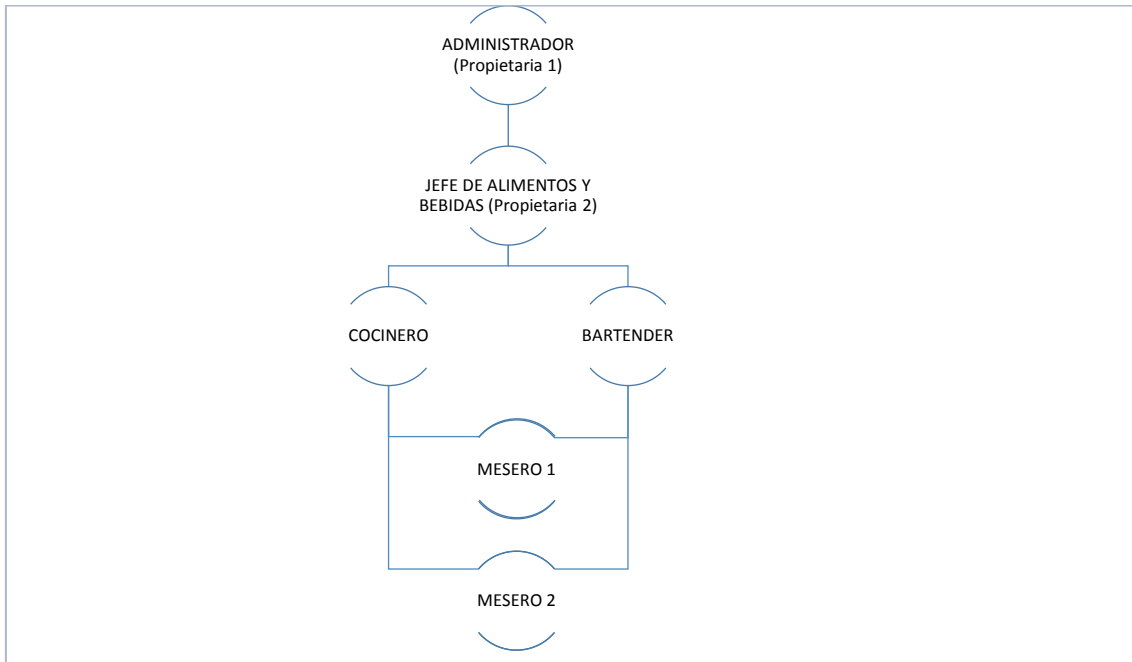 ADMINISTRADOR
(Propietaria 1)
JEFE DE ALIMENTOS Y
BEBIDAS (Propietaria 2)
COCINERO
BARTENDER
MESERO 1
MESERO 2